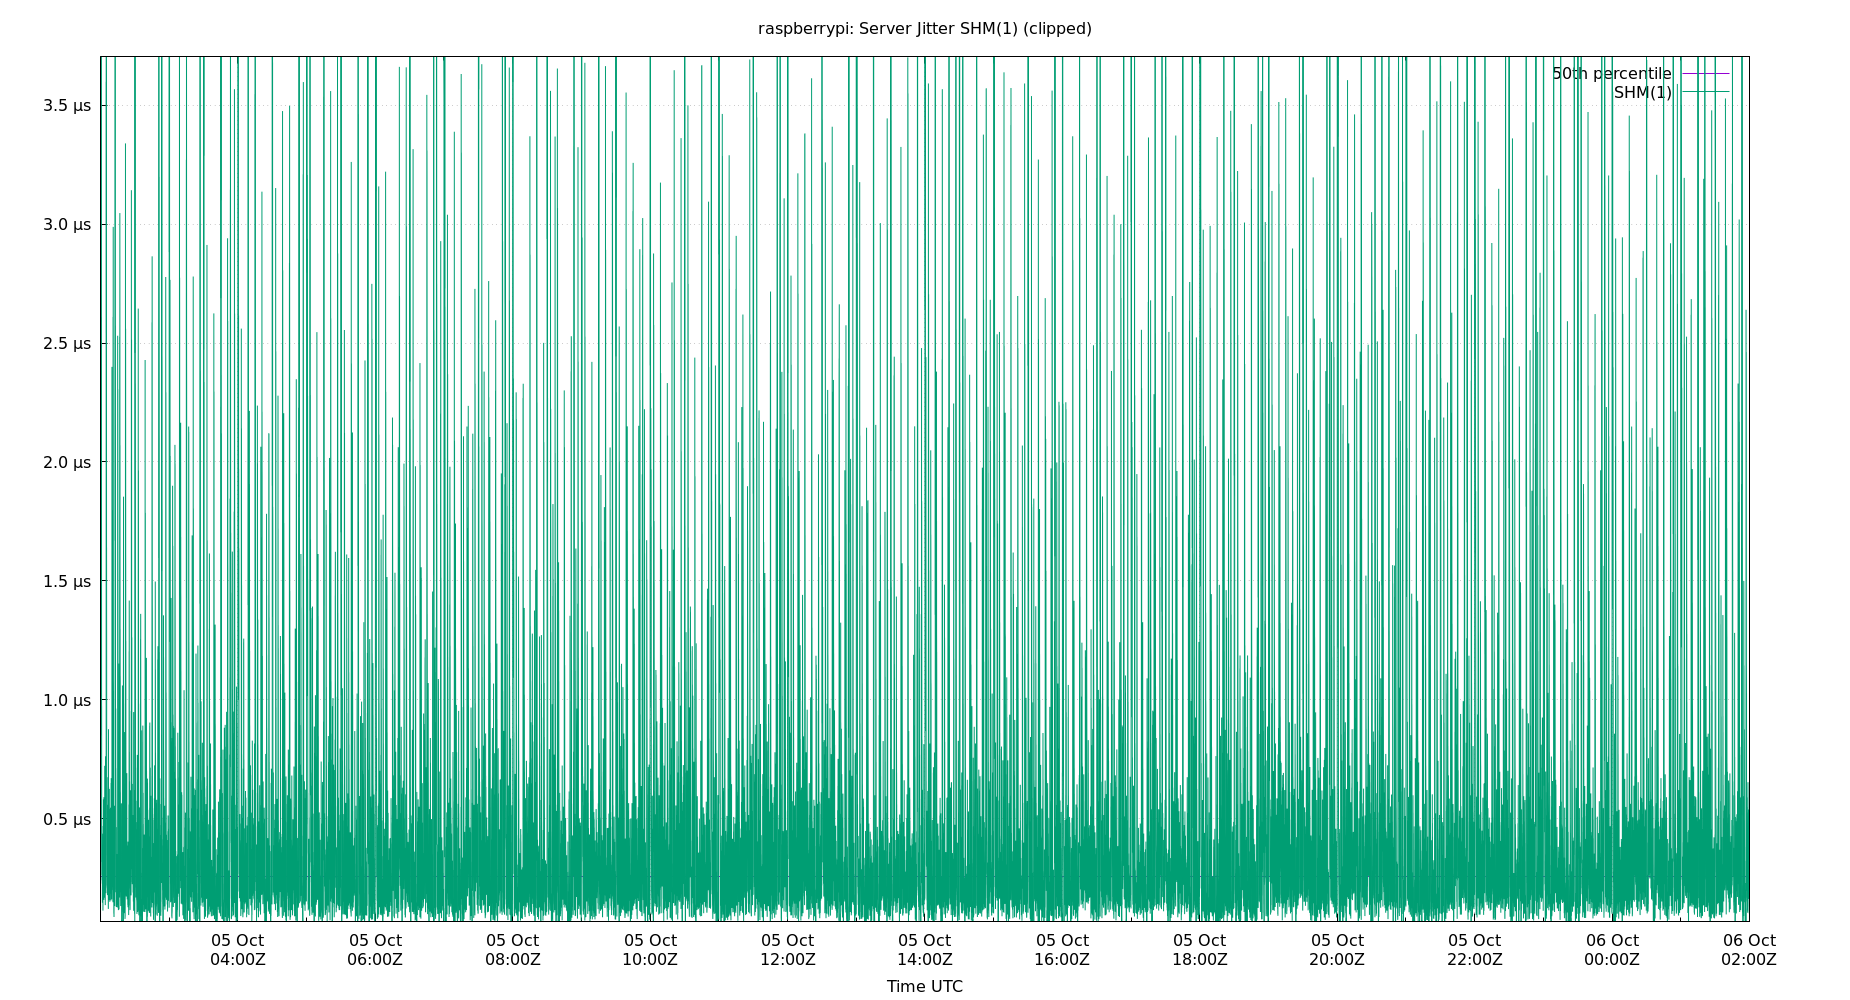 raspberrypi: Server Jitter SHM(1) (clipped)
50th percentile
SHM(1)
3.5 µs
3.0 µs
2.5 µs
2.0 µs
1.5 µs
1.0 µs
0.5 µs
05 Oct 05 Oct 05 Oct 05 Oct 05 Oct 05 Oct 05 Oct 05 Oct 05 Oct 05 Oct 06 Oct 06 Oct
04:00Z 06:00Z 08:00Z 10:00Z 12:00Z 14:00Z 16:00Z 18:00Z 20:00Z 22:00Z 00:00Z 02:00Z
Time UTC